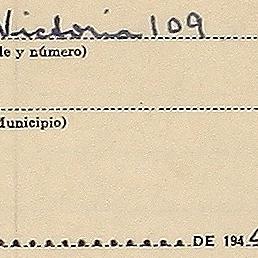 Victoria 109
le y número)
Municipio)
DE 194